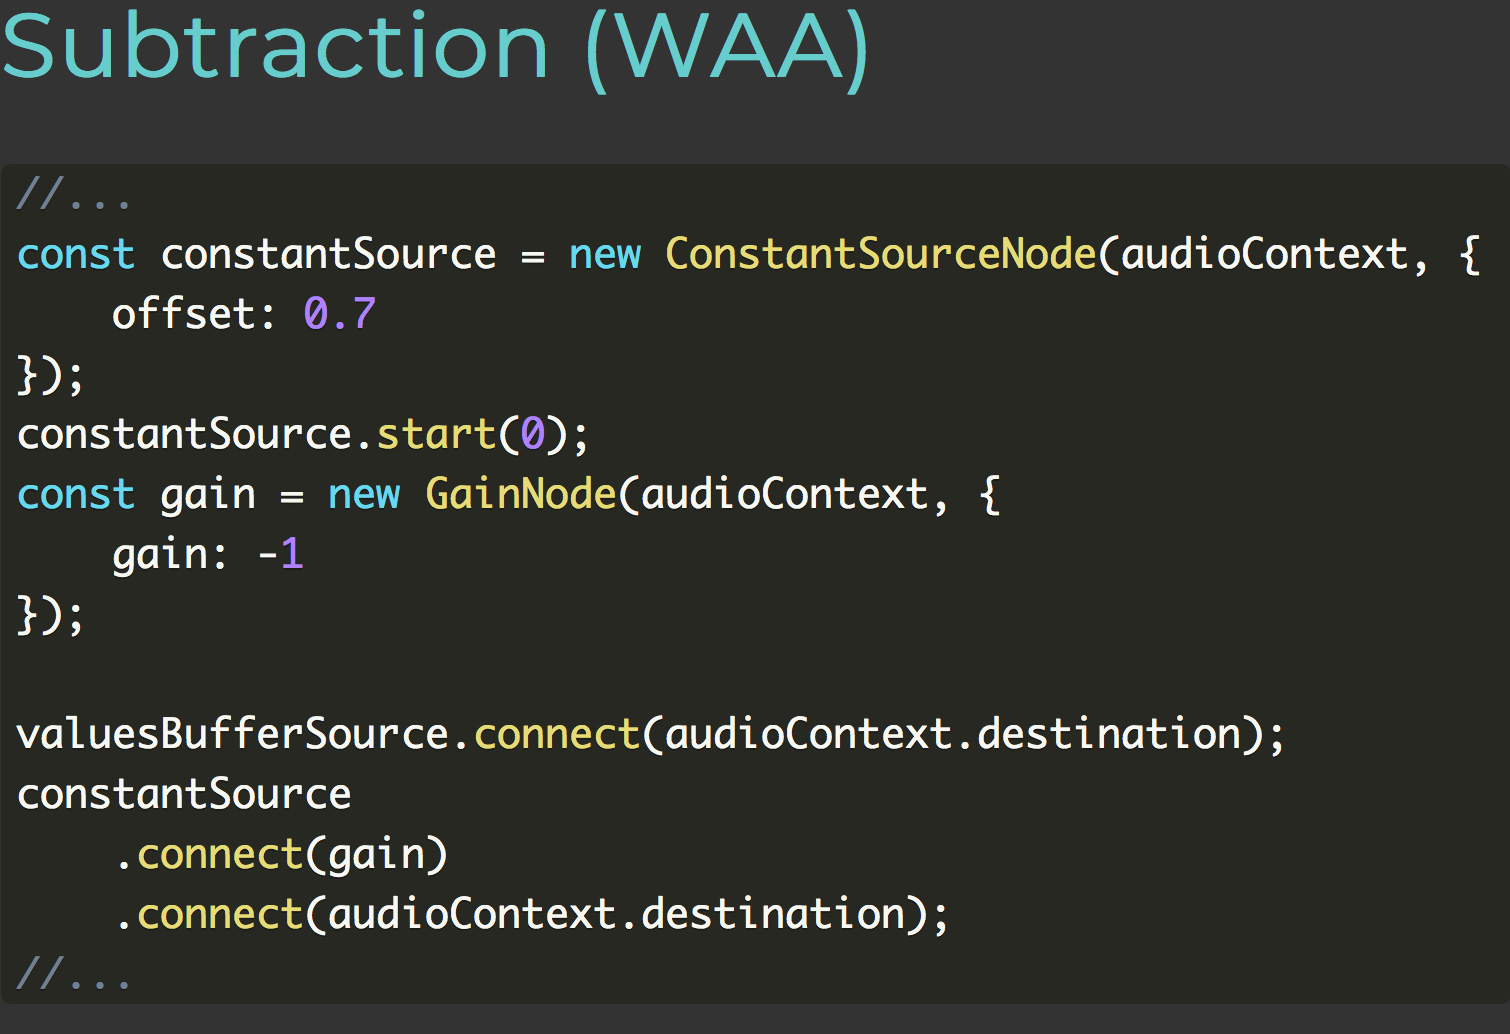 Subtraction (WAA)
//...
const constantSource = new ConstantSourceNode(audioContext, {
    offset: 0.7
});
constantSource.start(0);
const gain = new GainNode(audioContext, {
    gain: -1
});

valuesBufferSource.connect(audioContext.destination);
constantSource
    .connect(gain)
    .connect(audioContext.destination);
//...